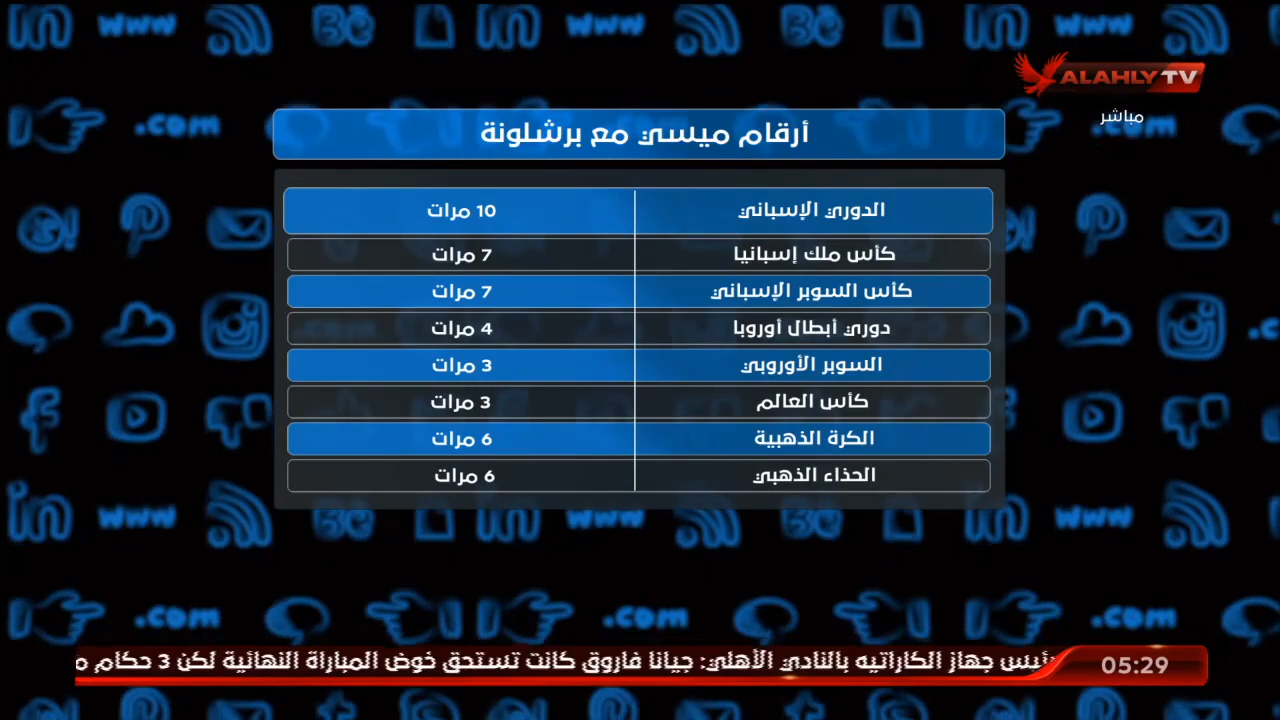 ALAHLY TV
مباشر
أرقام ميسي مع برشلونة
الدوري الإسباني 10 مرات
كأس ملك إسبانيا 7 مرات
كأس السوبر الإسباني 7 مرات
دوري أبطال أوروبا 4 مرات
السوبر الأوروبي 3 مرات
كأس العالم 3 مرات
الكرة الذهبية 6 مرات
الحذاء الذهبي 6 مرات
05:29
رئيس جهاز الكاراتيه بالنادي الأهلي: جيانا فاروق كانت تستحق خوض المباراة النهائية لكن 3 حكام